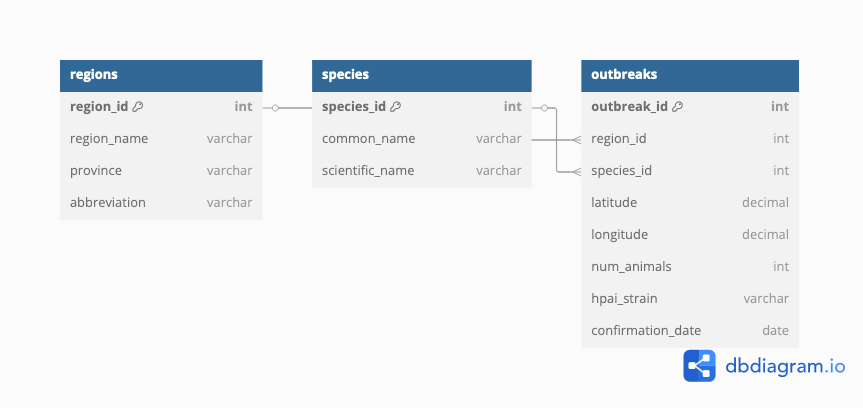 regions
region_id int
region_name varchar
province varchar
abbreviation varchar
species
species_id int
common_name varchar
scientific_name varchar
outbreaks
outbreak_id int
region_id int
species_id int
latitude decimal
longitude decimal
num_animals int
hpai_strain varchar
confirmation_date date
dbdiagram.io